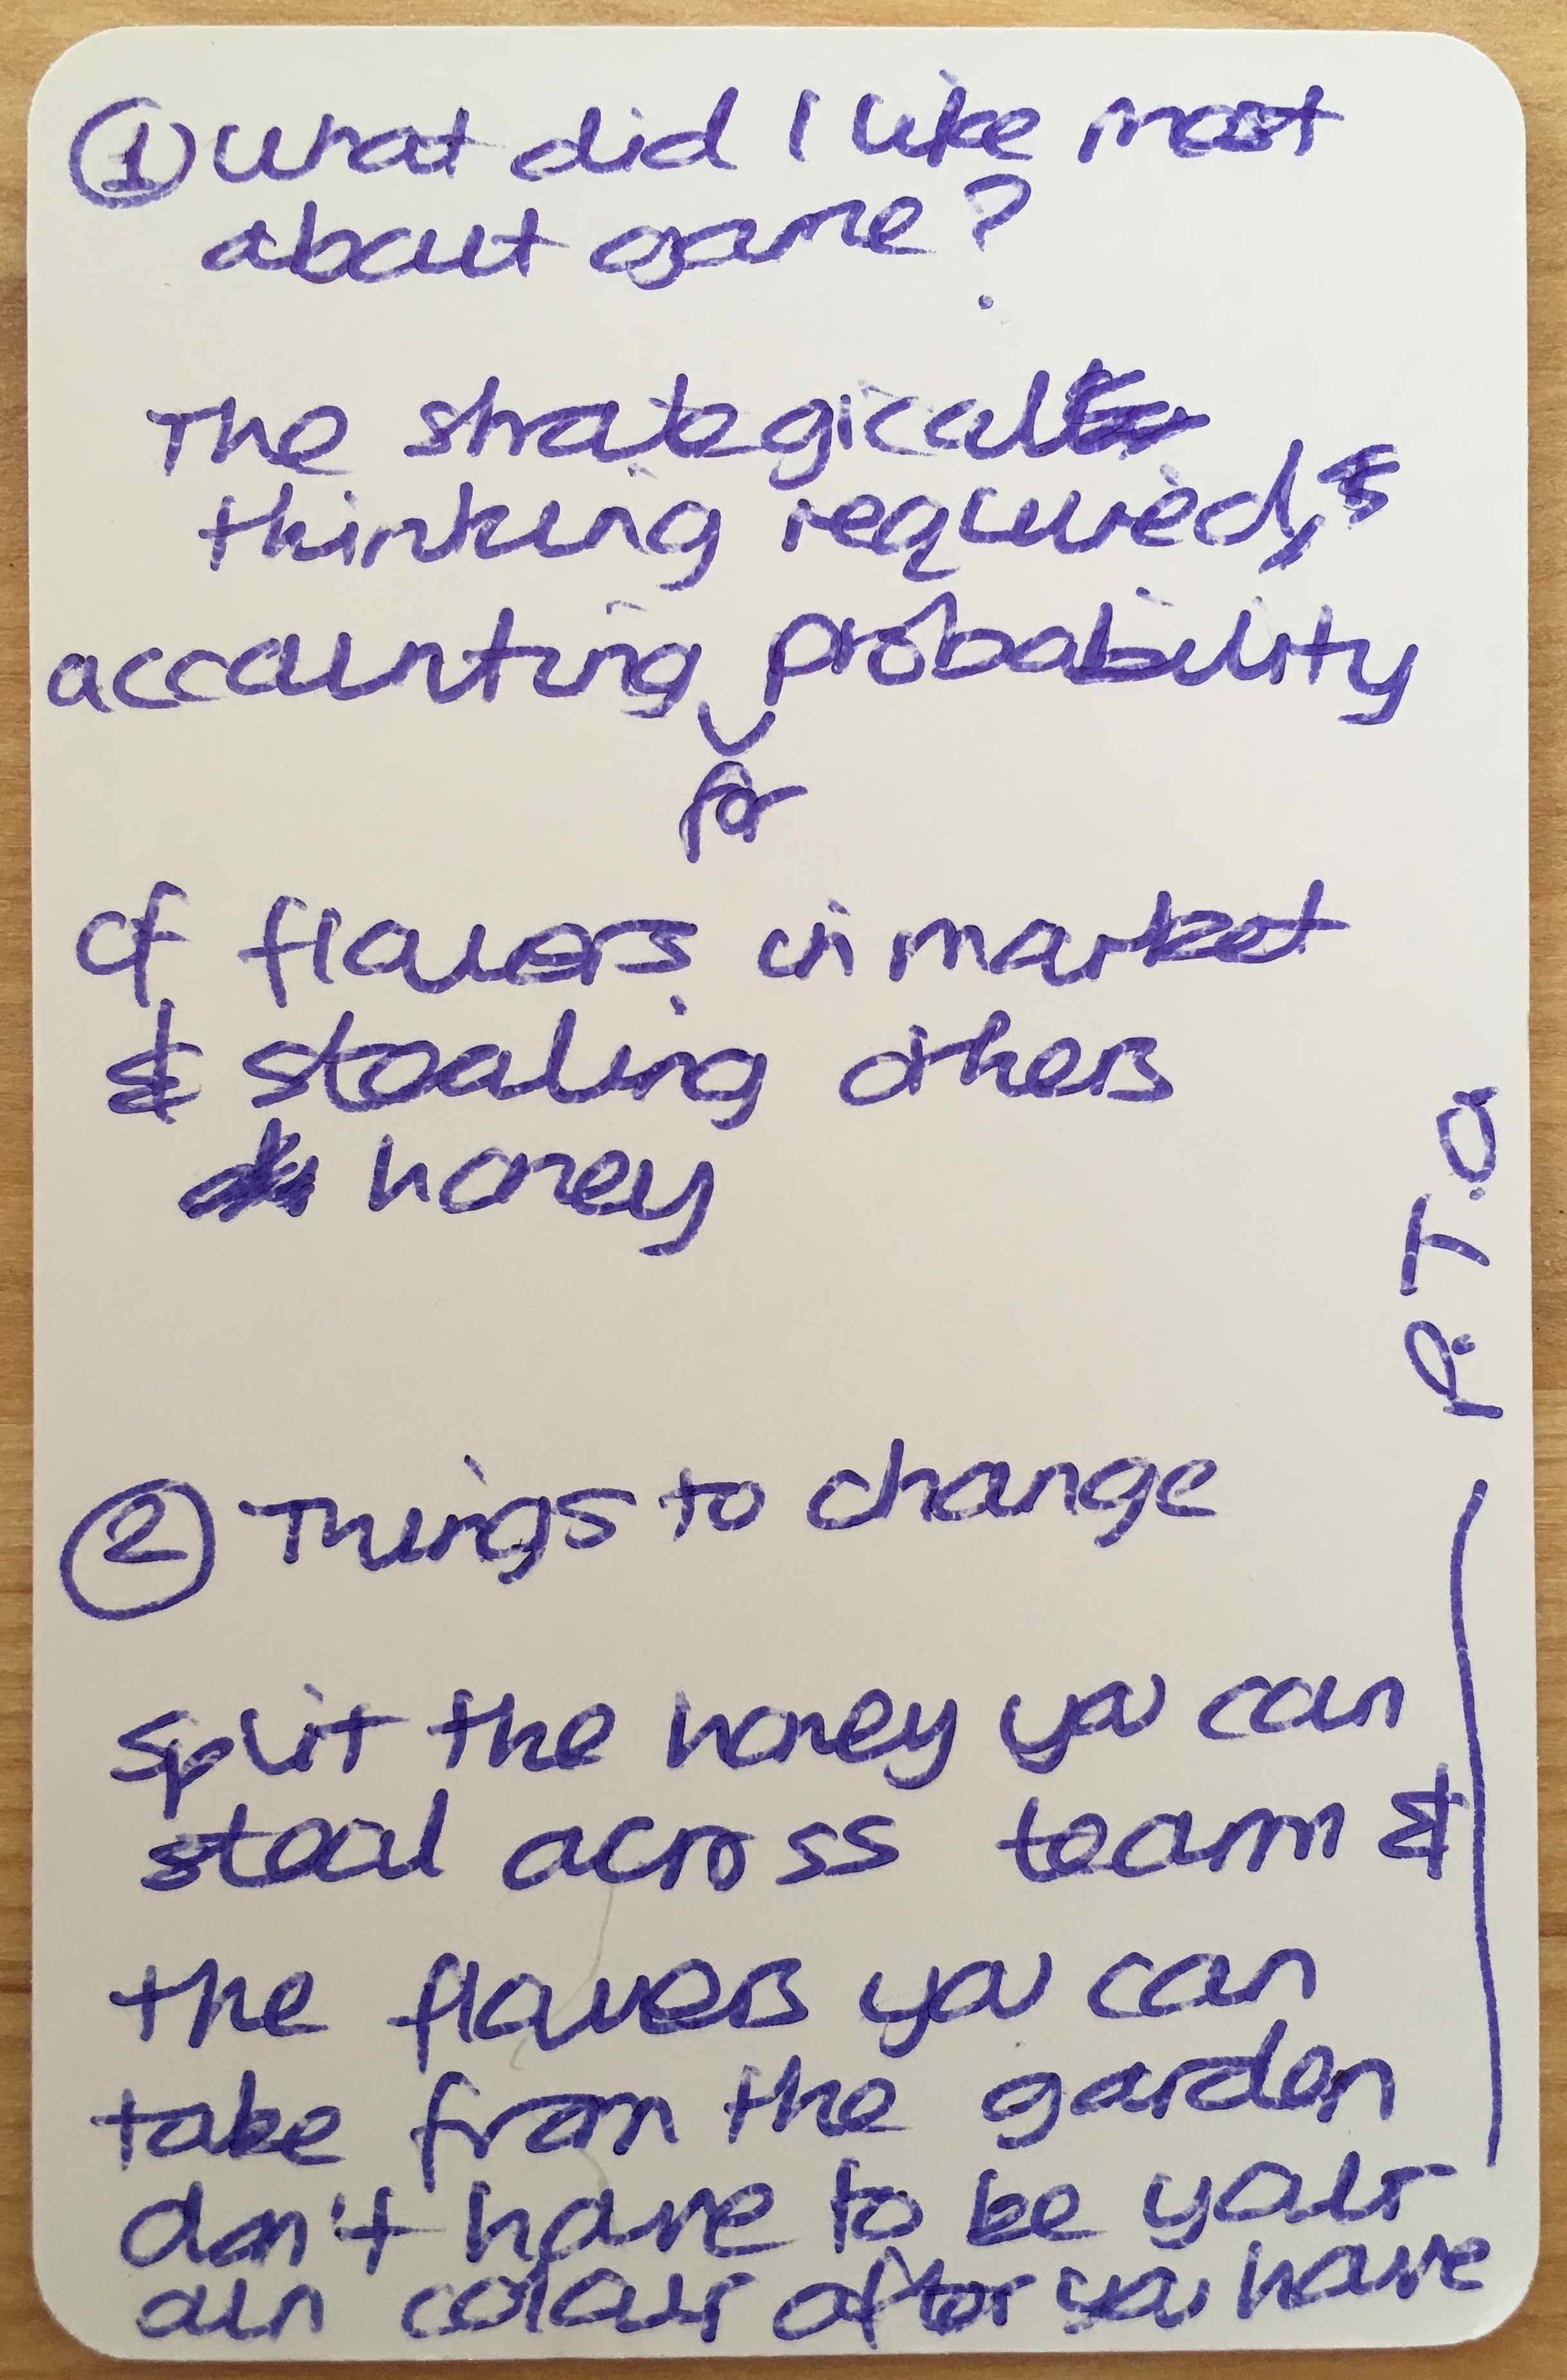 ① What did I like most
about game?
The strategical
thinking required,
accounting probability
for
of flowers in market
& stealing others
honey
P.T.O
② Things to change
split the honey you can
steal across team &
the flowers you can
take from the garden
don't have to be your
own colour after you have